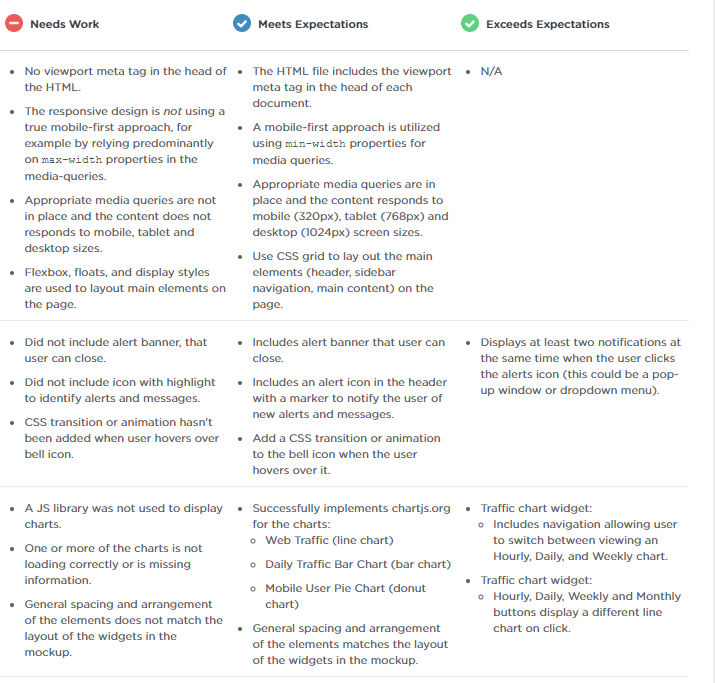 Needs Work
Meets Expectations
Exceeds Expectations
No viewport meta tag in the head of
the HTML.
The responsive design is not using a
true mobile-first approach, for
example by relying predominantly
on max-width properties in the
media-queries.
Appropriate media queries are not
in place and the content does not
responds to mobile, tablet and
desktop sizes.
Flexbox, floats, and display styles
are used to layout main elements on
the page.
The HTML file includes the viewport
meta tag in the head of each
document.
A mobile-first approach is utilized
using min-width properties for
media queries.
Appropriate media queries are in
place and the content responds to
mobile (320px), tablet (768px) and
desktop (1024px) screen sizes.
Use CSS grid to lay out the main
elements (header, sidebar
navigation, main content) on the
page.
N/A
Did not include alert banner, that
user can close.
Did not include icon with highlight
to identify alerts and messages.
CSS transition or animation hasn't
been added when user hovers over
bell icon.
Includes alert banner that user can
close.
Includes an alert icon in the header
with a marker to notify the user of
new alerts and messages.
Add a CSS transition or animation
to the bell icon when the user
hovers over it.
Displays at least two notifications at
the same time when the user clicks
the alerts icon (this could be a pop-
up window or dropdown menu).
A JS library was not used to display
charts.
One or more of the charts is not
loading correctly or is missing
information.
General spacing and arrangement
of the elements does not match the
layout of the widgets in the
mockup.
Successfully implements chartjs.org
for the charts:
Web Traffic (line chart)
Daily Traffic Bar Chart (bar chart)
Mobile User Pie Chart (donut
chart)
General spacing and arrangement
of the elements matches the layout
of the widgets in the mockup.
Traffic chart widget:
Includes navigation allowing user
to switch between viewing an
Hourly, Daily, and Weekly chart.
Traffic chart widget:
Hourly, Daily, Weekly and Monthly
buttons display a different line
chart on click.